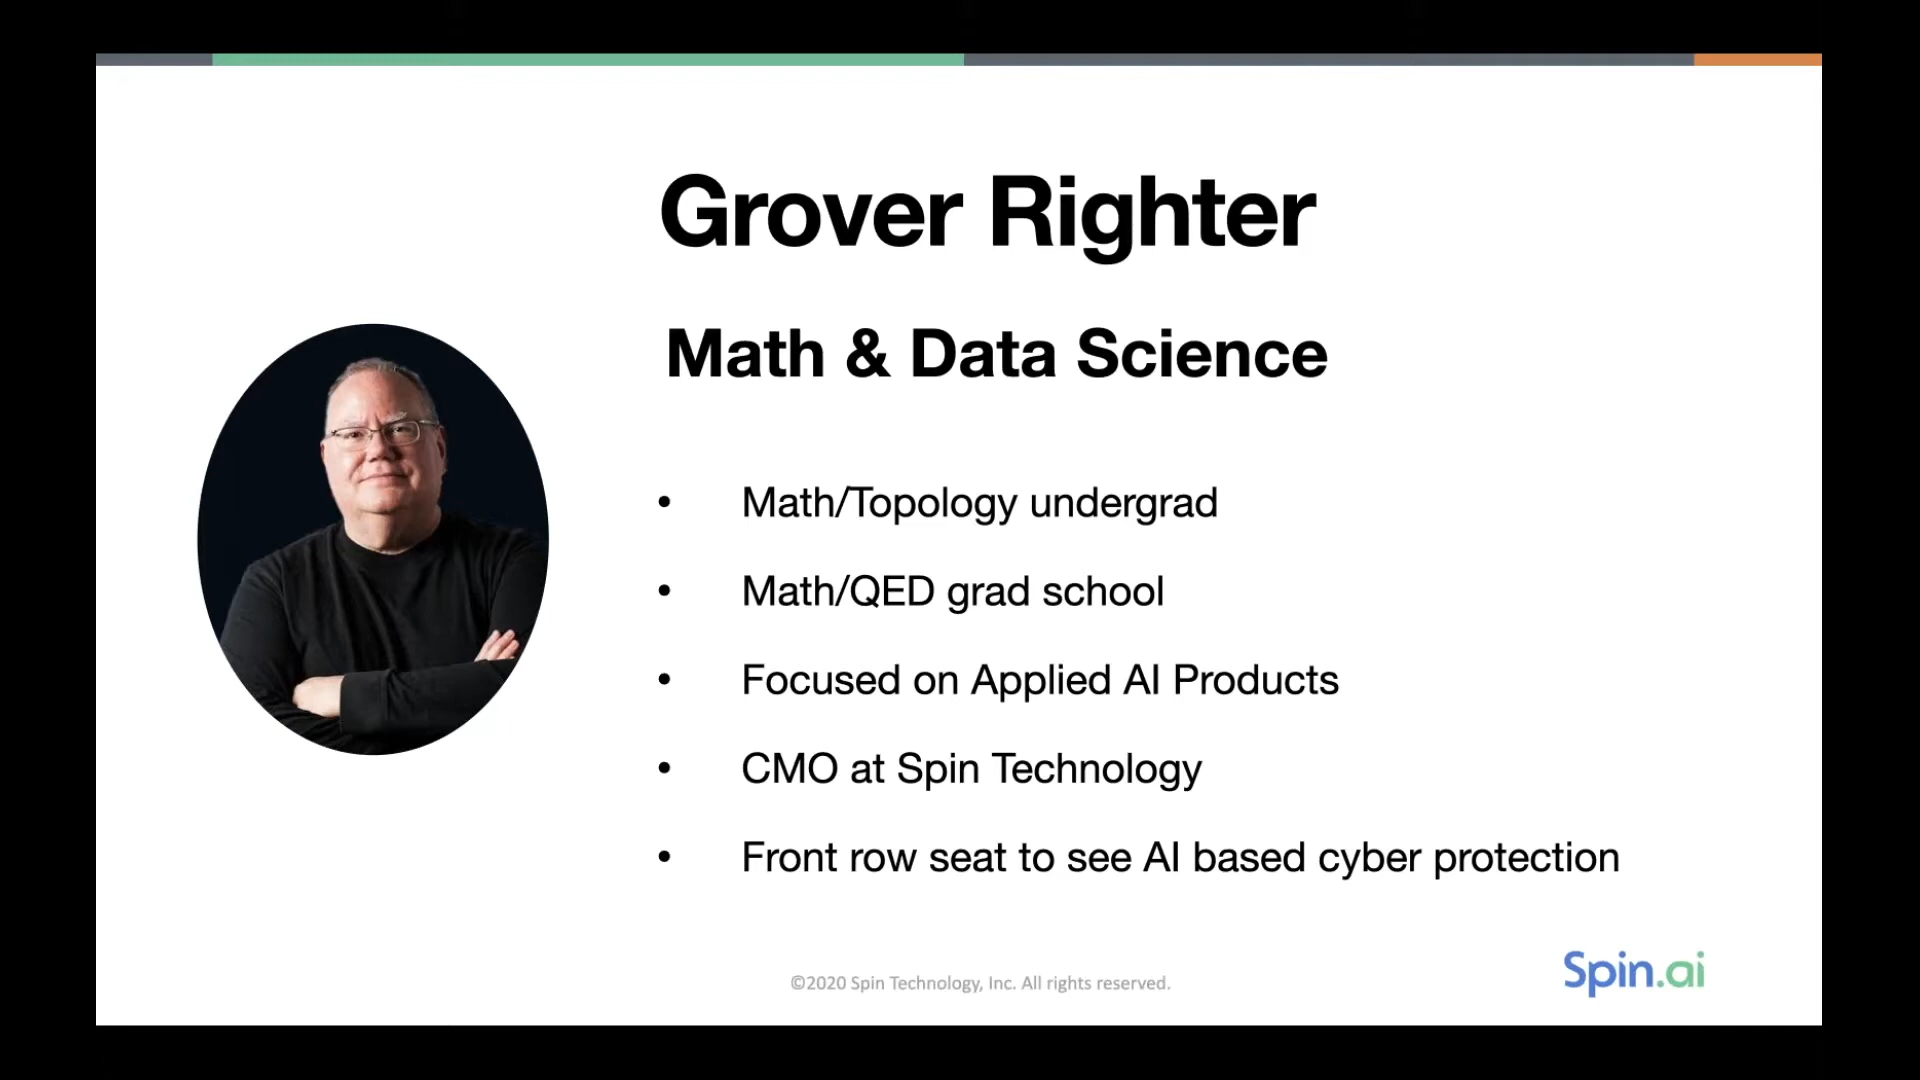 Grover Righter
Math & Data Science
• Math/Topology undergrad
• Math/QED grad school
• Focused on Applied AI Products
• CMO at Spin Technology
• Front row seat to see AI based cyber protection
©2020 Spin Technology, Inc. All rights reserved.
Spin.ai